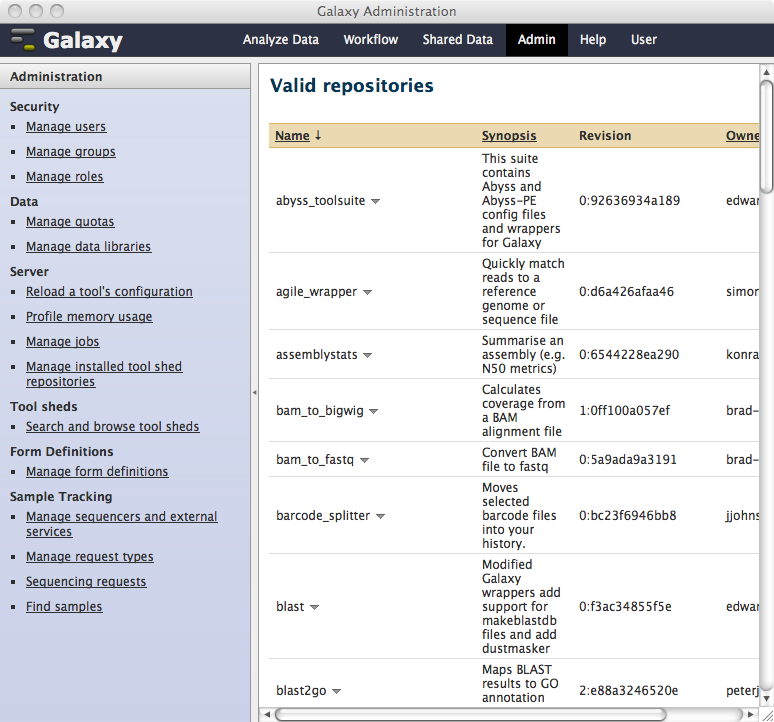 Galaxy Administration
Galaxy
Analyze Data Workflow Shared Data Admin Help User
Administration
Security
Manage users
Manage groups
Manage roles
Data
Manage quotas
Manage data libraries
Server
Reload a tool's configuration
Profile memory usage
Manage jobs
Manage installed tool shed
repositories
Tool sheds
Search and browse tool sheds
Form Definitions
Manage form definitions
Sample Tracking
Manage sequencers and external
services
Manage request types
Sequencing requests
Find samples
Valid repositories
Name ↓ Synopsis Revision Owne
This suite
contains
Abyss and
abyss_toolsuite Abyss-PE 0:92636934a189 edwar
config files
and wrappers
for Galaxy
Quickly match
reads to a
agile_wrapper reference 0:d6a426afaa46 simon
genome or
sequence file
Summarise an
assemblystats assembly (e.g. 0:6544228ea290 konra
N50 metrics)
Calculates
coverage from
bam_to_bigwig a BAM 1:0ff100a057ef brad-
alignment file
Convert BAM
bam_to_fastq file to fastq 0:5a9ada9a3191 brad-
Moves
selected
barcode_splitter barcode files 0:bc23f6946bb8 jjohns
into your
history.
Modified
Galaxy
wrappers add
blast support for 0:f3ac34855f5e edwar
makeblastdb
files and add
dustmasker
Maps BLAST
blast2go results to GO 2:e88a3246520e peterj
annotation